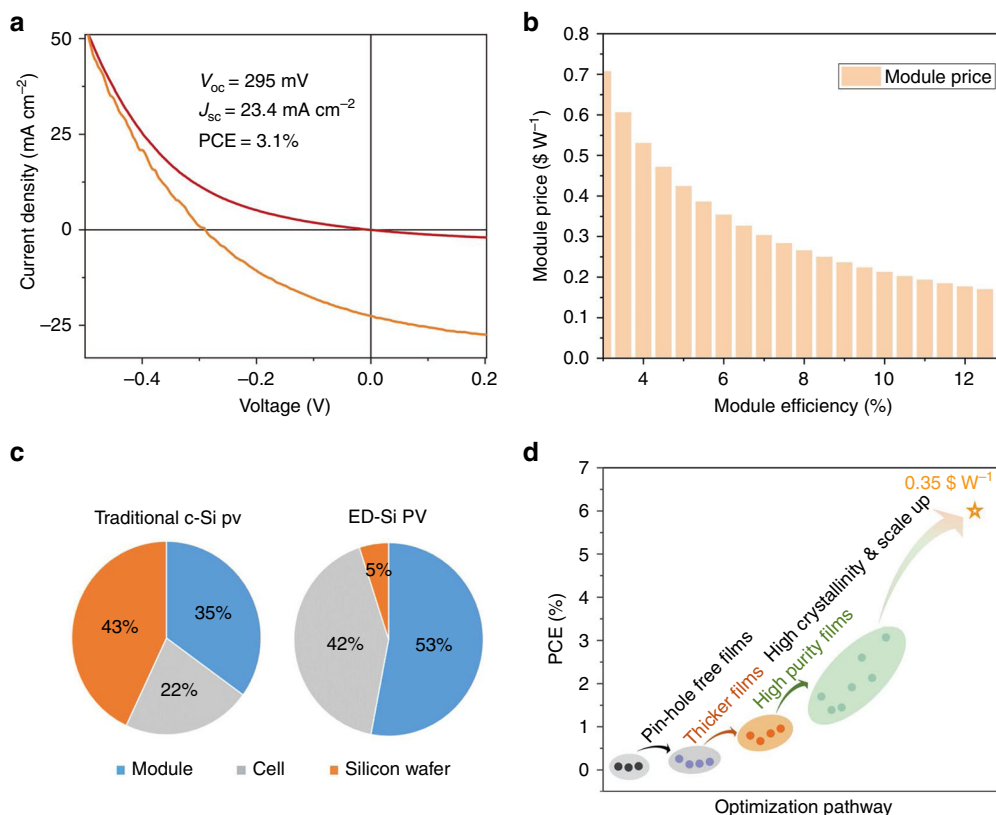 a
50
25
0
−25
−0.4
−0.2
0.0
0.2
Current density (mA cm⁻²)
Voltage (V)
Voc = 295 mV
Jsc = 23.4 mA cm⁻²
PCE = 3.1%
b
0.8
0.7
0.6
0.5
0.4
0.3
0.2
0.1
0.0
4
6
8
10
12
Module price ($ W⁻¹)
Module efficiency (%)
Module price
c
Traditional c-Si pv
43%
35%
22%
ED-Si PV
5%
42%
53%
Module
Cell
Silicon wafer
d
7
6
5
4
3
2
1
0
PCE (%)
Optimization pathway
Pin-hole free films
Thicker films
High purity films
High crystallinity & scale up
0.35 $ W⁻¹